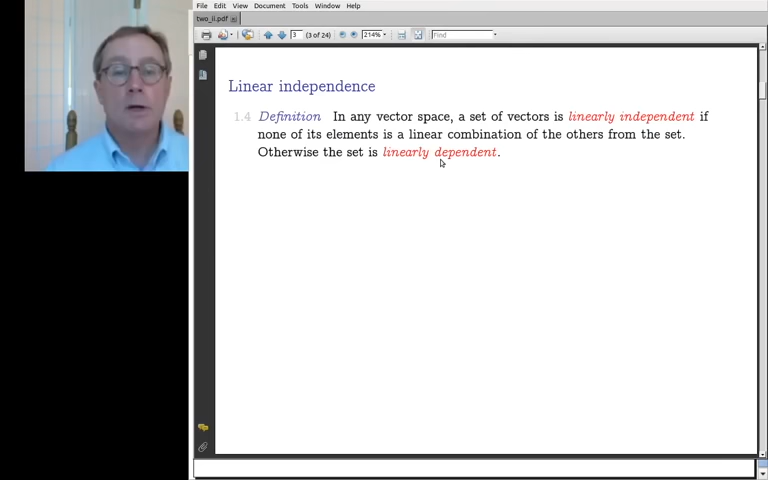 File Edit View Document Tools Window Help
two_ii.pdf
3 (3 of 24) 214% Find
Linear independence
1.4 Definition In any vector space, a set of vectors is linearly independent if
none of its elements is a linear combination of the others from the set.
Otherwise the set is linearly dependent.